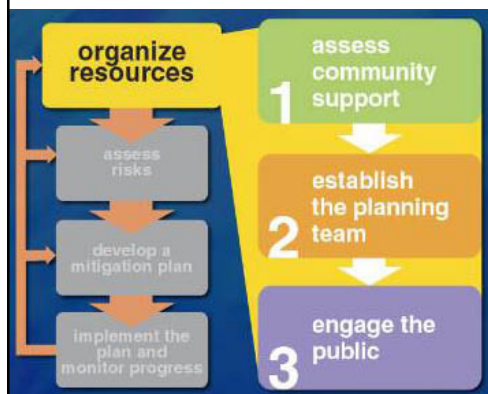 organize
resources
assess
risks
develop a
mitigation plan
implement the
plan and
monitor progress
1
assess
community
support
2
establish
the planning
team
3
engage the
public